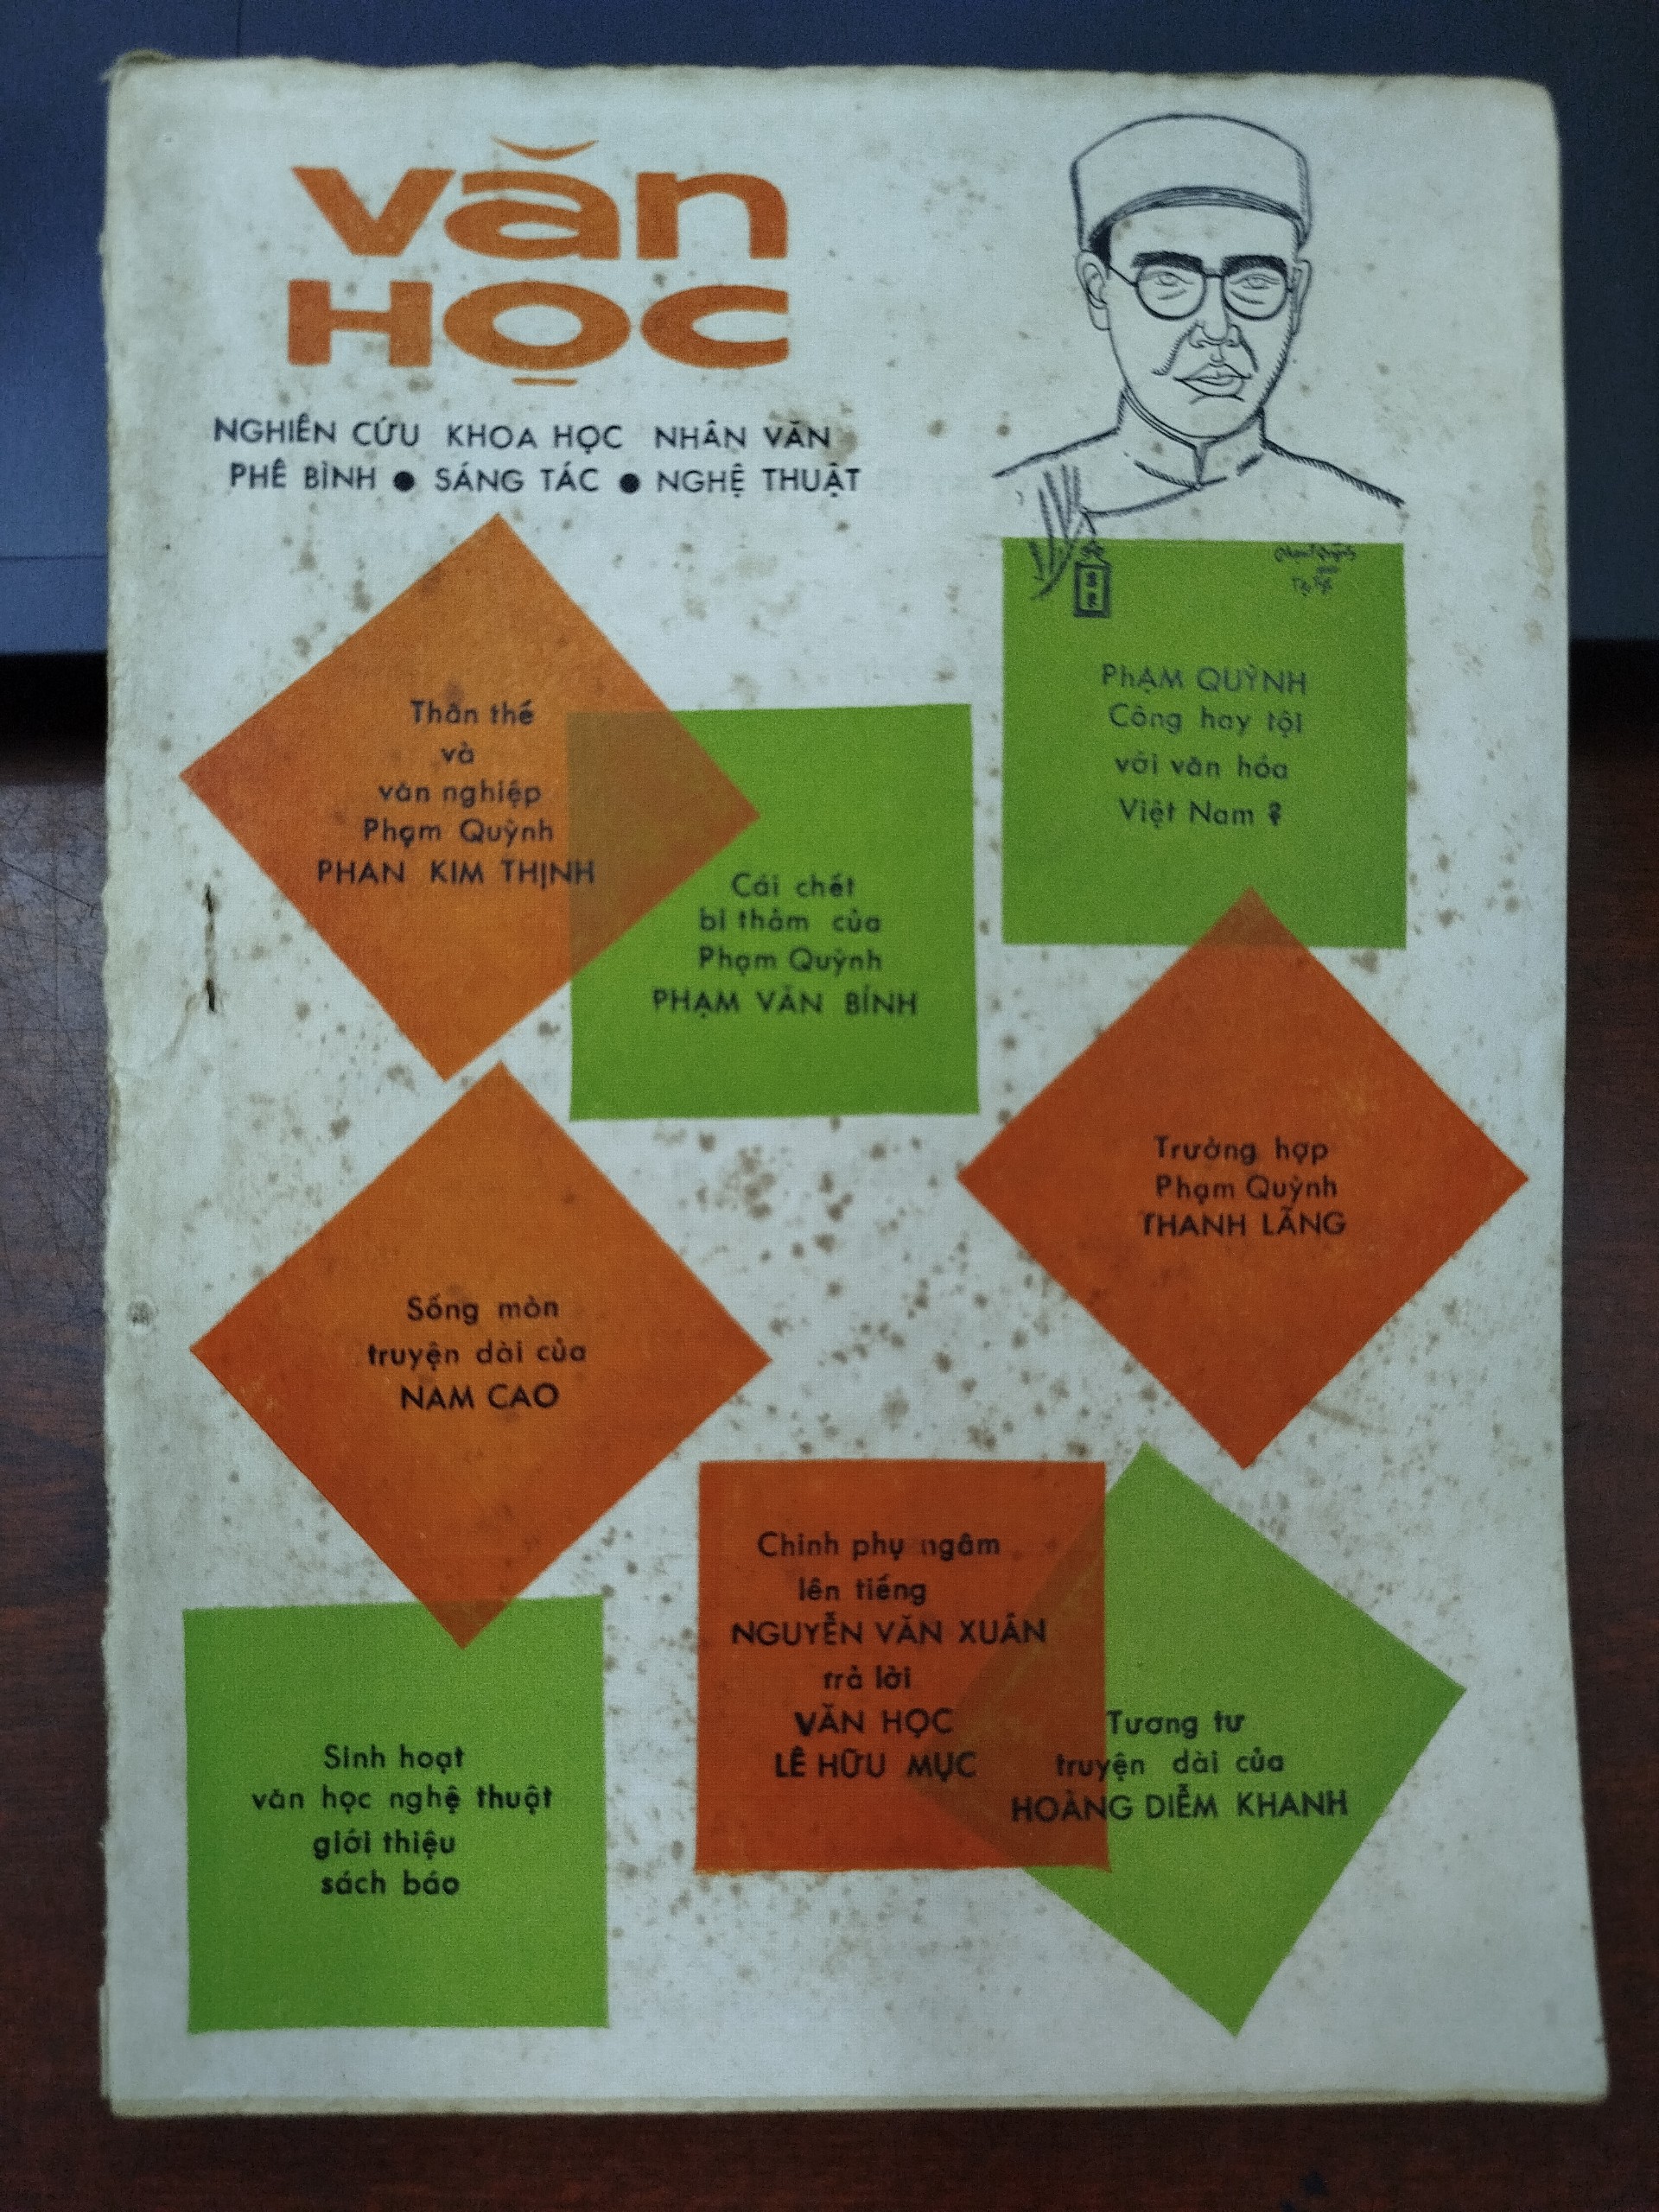 văn
HỌC
NGHIÊN CỨU KHOA HỌC NHÂN VĂN
PHÊ BÌNH ● SÁNG TÁC ● NGHỆ THUẬT
PHẠM QUỲNH
Công hay tội
với văn hóa
Việt Nam ?
Thân thế
và
văn nghiệp
Phạm Quỳnh
PHAN KIM THỊNH
Cái chết
bi thảm của
Phạm Quỳnh
PHẠM VĂN BÍNH
Trường hợp
Phạm Quỳnh
THANH LÃNG
Sống mòn
truyện dài của
NAM CAO
Chinh phụ ngâm
lên tiếng
NGUYỄN VĂN XUÂN
trả lời
VĂN HỌC
LÊ HỮU MỤC
Tương tư
truyện dài của
HOÀNG DIỄM KHANH
Sinh hoạt
văn học nghệ thuật
giới thiệu
sách báo